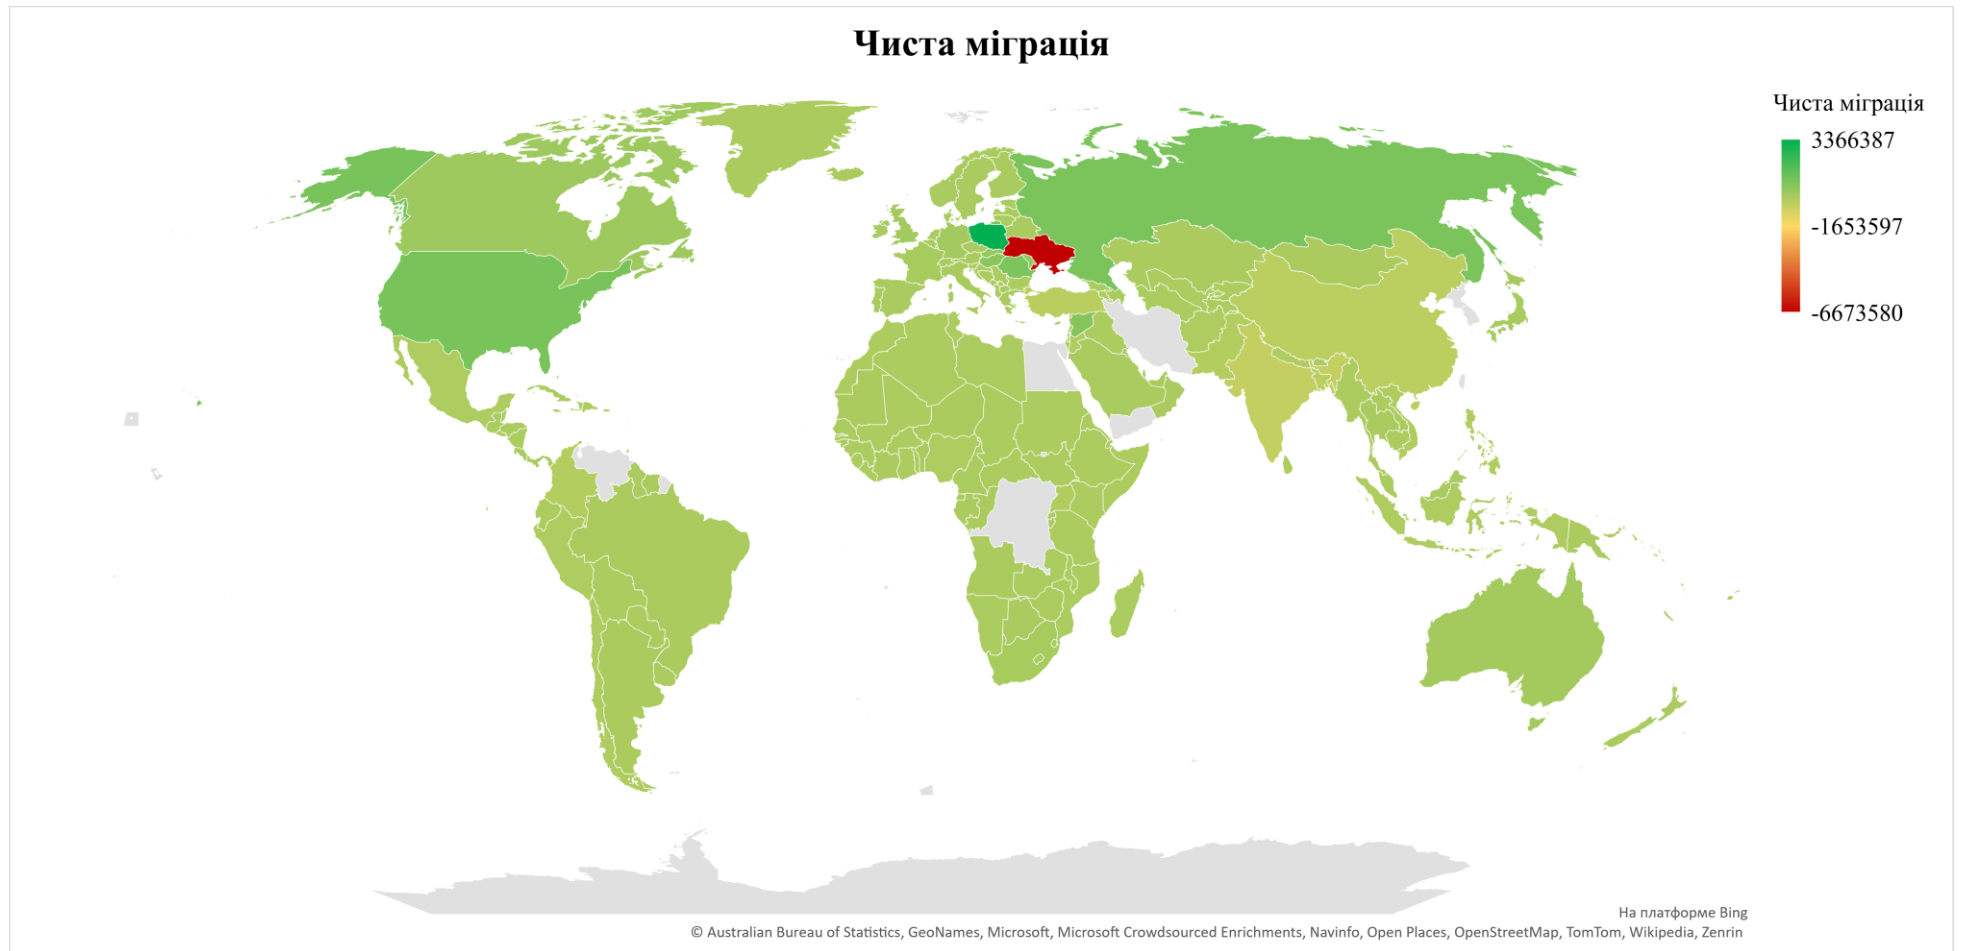 Чиста міграція
Чиста міграція
3366387
-1653597
-6673580
На платформе Bing
© Australian Bureau of Statistics, GeoNames, Microsoft, Microsoft Crowdsourced Enrichments, Navinfo, Open Places, OpenStreetMap, TomTom, Wikipedia, Zenrin